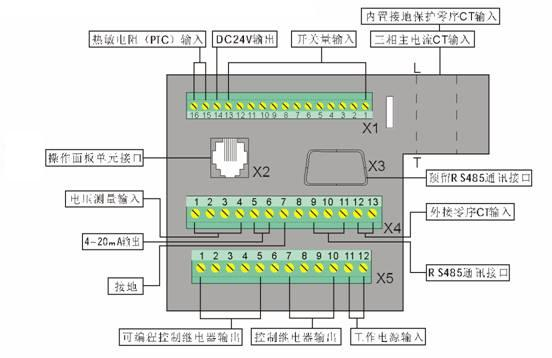 内置接地保护零序CT输入
热敏电阻（PTC）输入 DC24V输出 开关量输入 三相主电流CT输入
L
16 15 14 13 12 11 10 9 8 7 6 5 4 3 2 1
X1
操作面板单元接口 X2 X3
T
预留RS485通讯接口
电压测量输入 1 2 3 4 5 6 7 8 9 10 11 12 13 外接零序CT输入
X4
4-20mA输出
1 2 3 4 5 6 7 8 9 10 11 12
RS485通讯接口
接地 X5
可编程控制继电器输出 控制继电器输出 工作电源输入